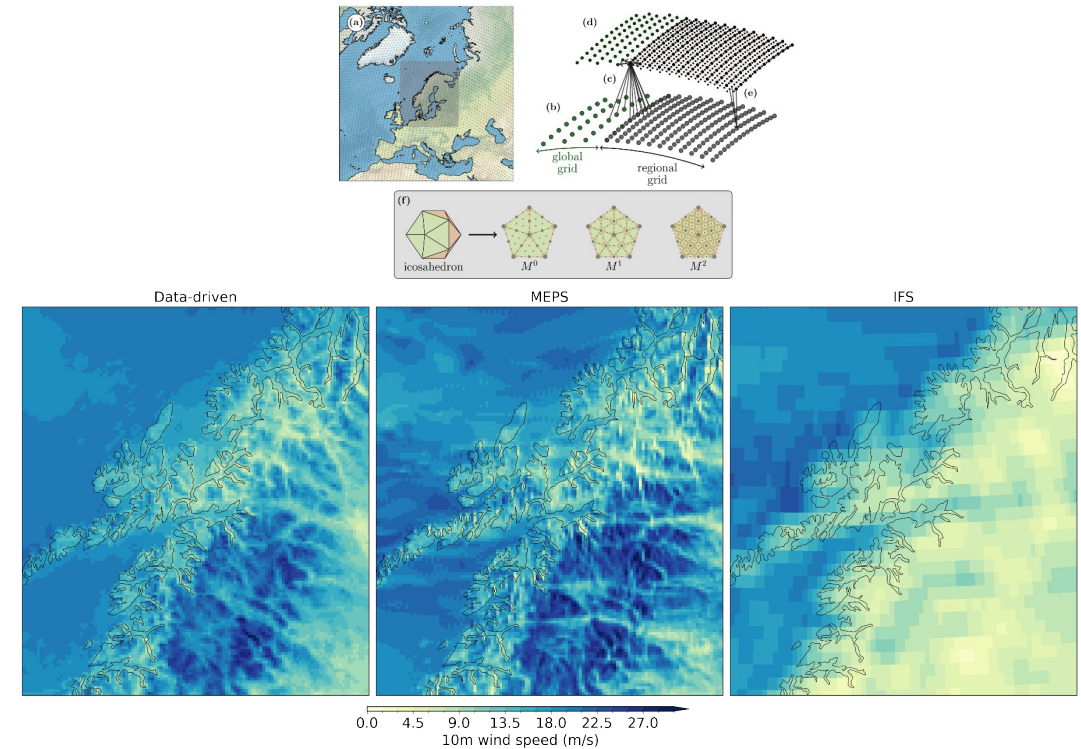 (a)
(d)
(c)
(e)
(b)
global
grid
regional
grid
(f)
icosahedron
M⁰
M¹
M²
Data-driven
MEPS
IFS
0.0 4.5 9.0 13.5 18.0 22.5 27.0
10m wind speed (m/s)